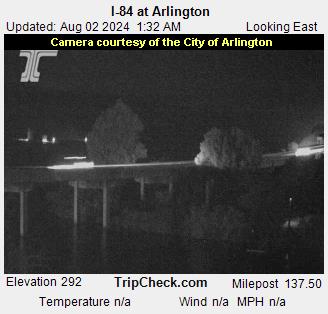 I-84 at Arlington
Updated: Aug 02 2024 1:32 AM Looking East
Camera courtesy of the City of Arlington
Elevation 292 TripCheck.com Milepost 137.50
Temperature n/a Wind n/a MPH n/a